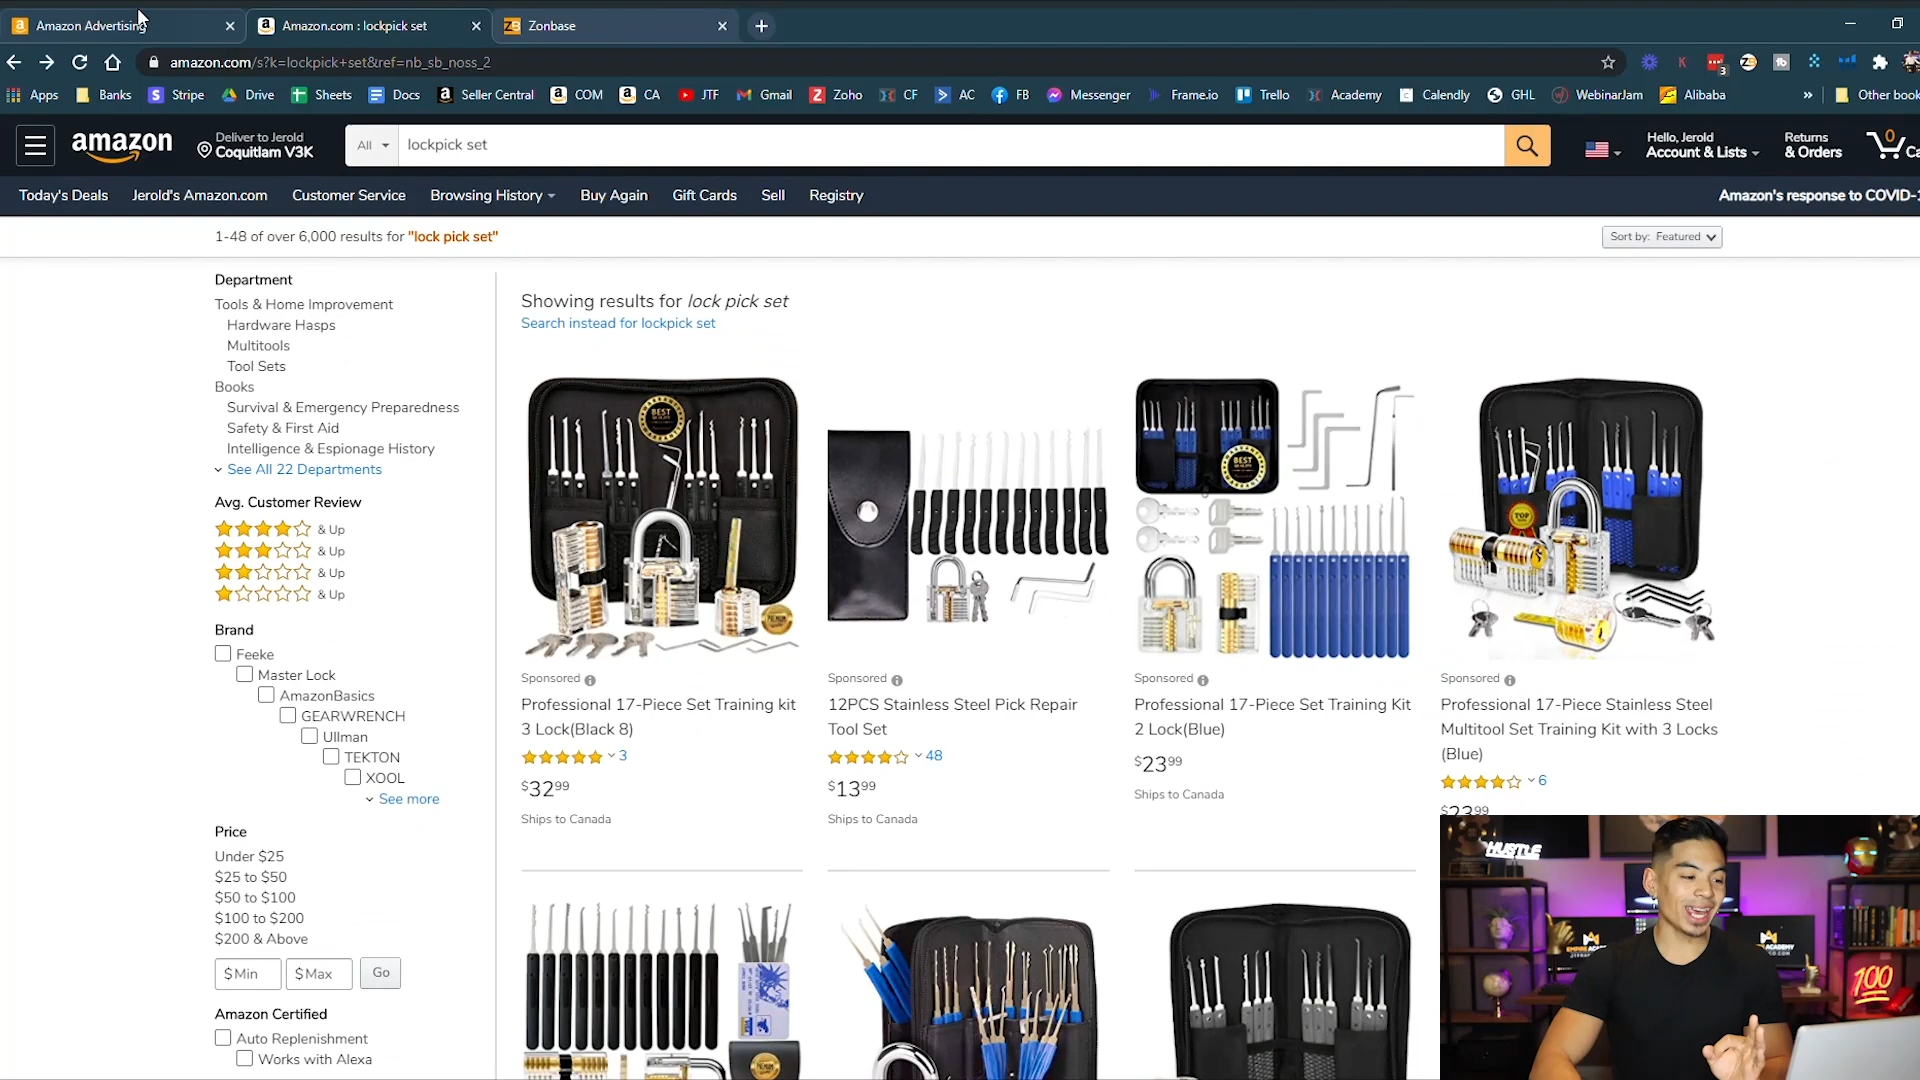 Amazon Advertising
Amazon.com : lockpick set
Zonbase
amazon.com/s?k=lockpick+set&ref=nb_sb_noss_2
Apps Banks Stripe Drive Sheets Docs Seller Central COM CA JTF Gmail Zoho CF AC FB Messenger Frame.io Trello Academy Calendly GHL WebinarJam Alibaba » Other book
amazon
Deliver to Jerold
Coquitlam V3K
All
lockpick set
Hello, Jerold
Account & Lists
Returns
& Orders
0
Ca
Today's Deals Jerold's Amazon.com Customer Service Browsing History Buy Again Gift Cards Sell Registry Amazon's response to COVID-1
1-48 of over 6,000 results for "lock pick set"
Sort by: Featured
Department
Tools & Home Improvement
Hardware Hasps
Multitools
Tool Sets
Books
Survival & Emergency Preparedness
Safety & First Aid
Intelligence & Espionage History
See All 22 Departments
Avg. Customer Review
& Up
& Up
& Up
& Up
Brand
Feeke
Master Lock
AmazonBasics
GEARWRENCH
Ullman
TEKTON
XOOL
See more
Price
Under $25
$25 to $50
$50 to $100
$100 to $200
$200 & Above
$Min
$Max
Go
Amazon Certified
Auto Replenishment
Works with Alexa
Showing results for lock pick set
Search instead for lockpick set
BEST
BEST
TOP
Sponsored
Professional 17-Piece Set Training kit
3 Lock(Black 8)
3
$32⁹⁹
Ships to Canada
Sponsored
12PCS Stainless Steel Pick Repair
Tool Set
48
$13⁹⁹
Ships to Canada
Sponsored
Professional 17-Piece Set Training Kit
2 Lock(Blue)
$23⁹⁹
Ships to Canada
Sponsored
Professional 17-Piece Stainless Steel
Multitool Set Training Kit with 3 Locks
(Blue)
6
$23⁹⁹
HUSTLE
EMPIRE
ACADEMY
100